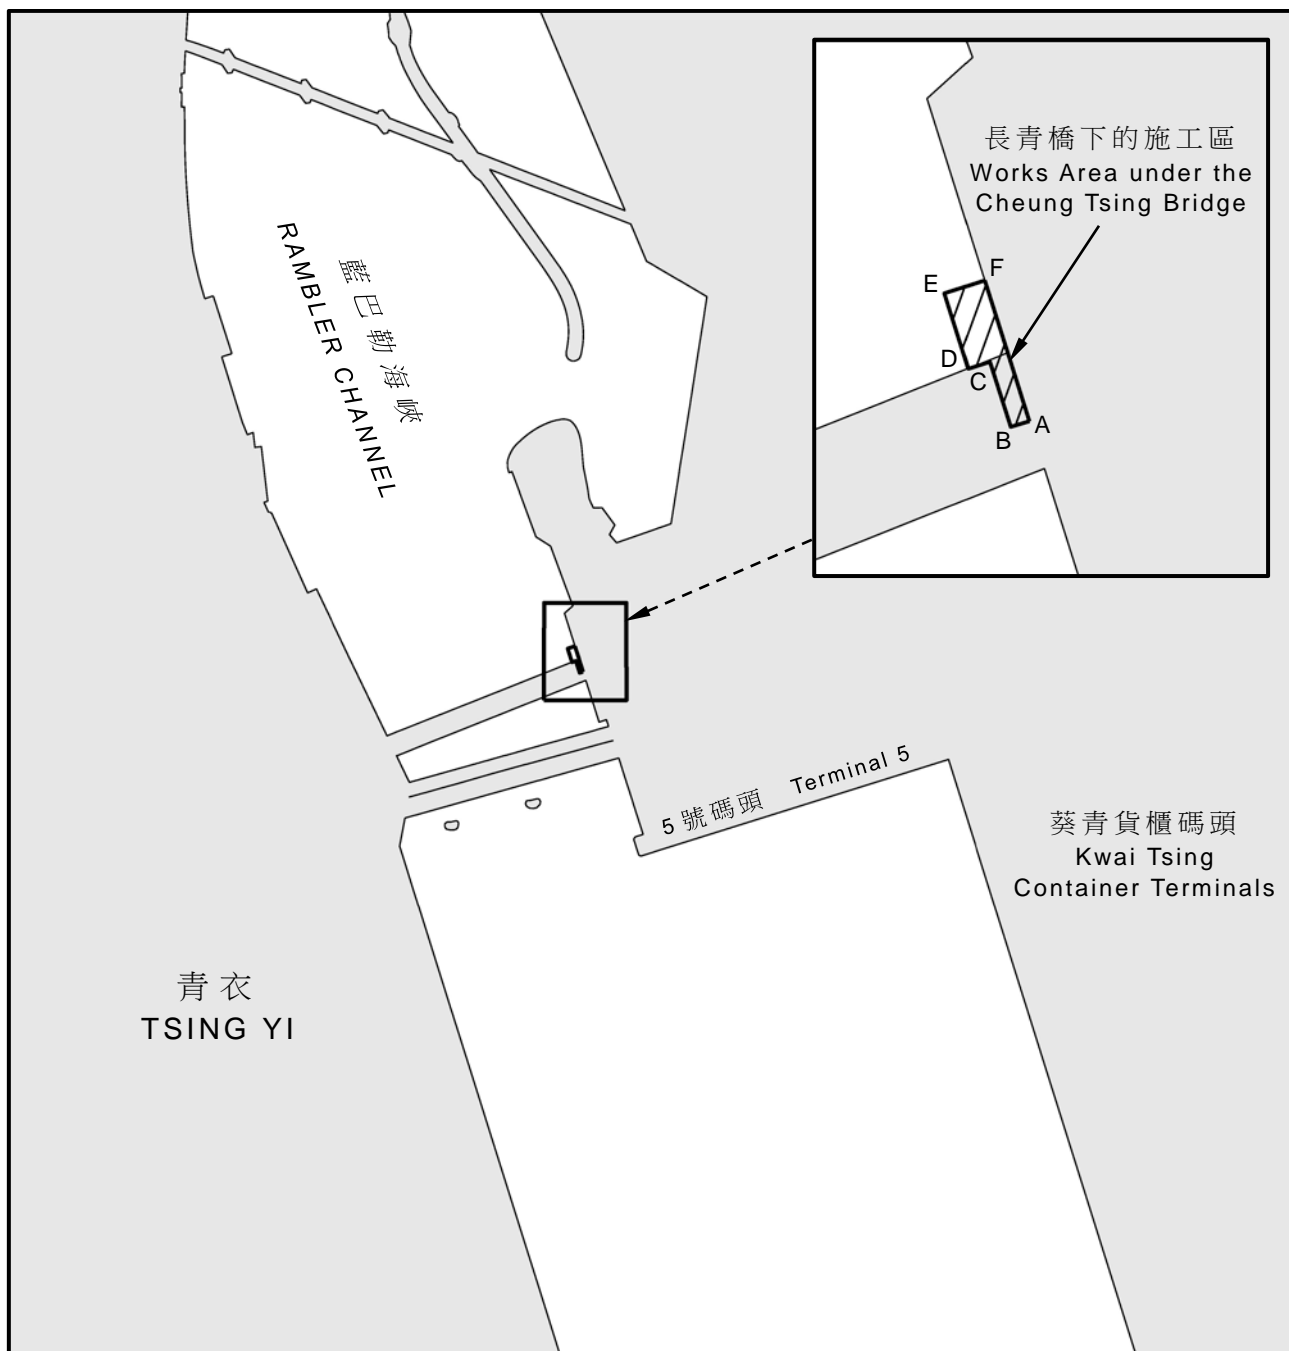 長青橋下的施工區
Works Area under the
Cheung Tsing Bridge
F
E
D
C
A
B
藍巴勒海峽
RAMBLER CHANNEL
5號碼頭 Terminal 5
葵青貨櫃碼頭
Kwai Tsing
Container Terminals
青衣
TSING YI